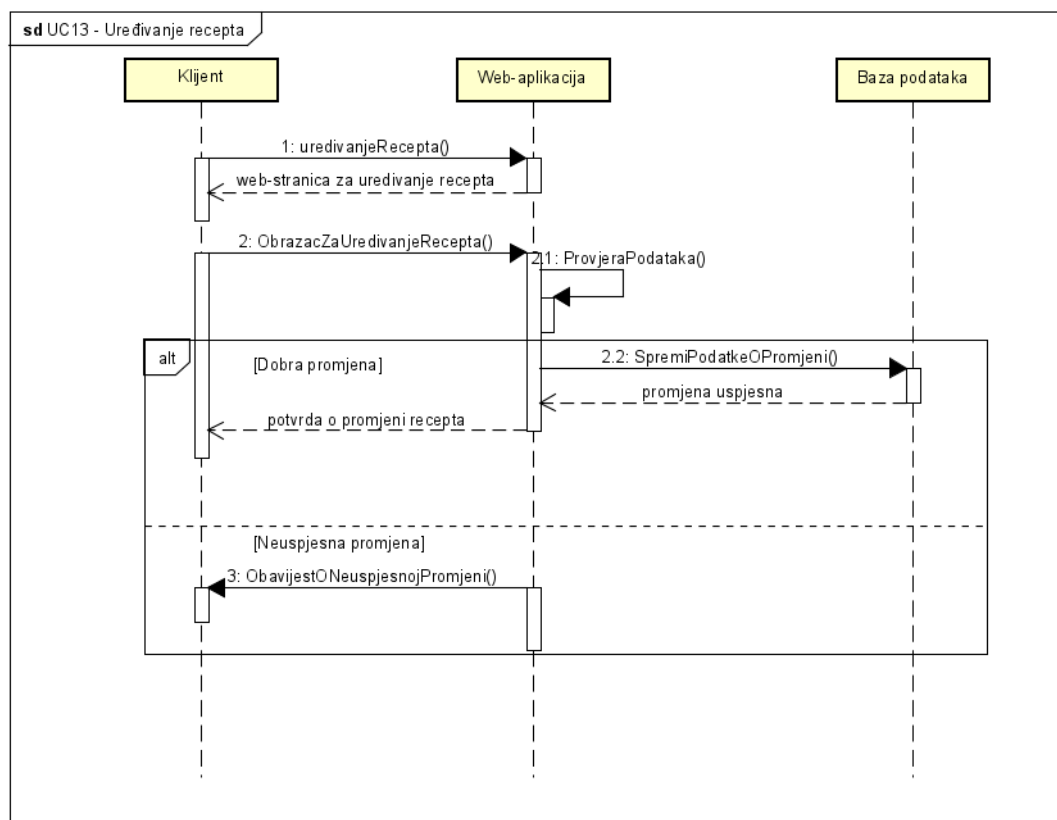 sd UC13 - Uređivanje recepta
Klijent
Web-aplikacija
Baza podataka
1: uredivanjeRecepta()
web-stranica za uredivanje recepta
2: ObrazacZaUredivanjeRecepta()
2.1: ProvjeraPodataka()
alt
[Dobra promjena]
2.2: SpremiPodatkeOPromjeni()
promjena uspjesna
potvrda o promjeni recepta
[Neuspjesna promjena]
3: ObavijestONeuspjesnojPromjeni()